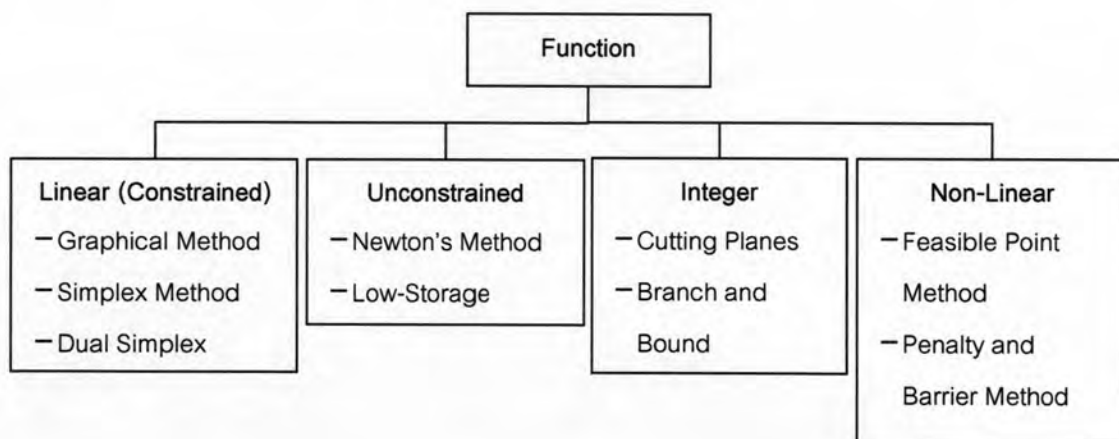 Function
Linear (Constrained)
– Graphical Method
– Simplex Method
– Dual Simplex
Unconstrained
– Newton's Method
– Low-Storage
Integer
– Cutting Planes
– Branch and
Bound
Non-Linear
– Feasible Point
Method
– Penalty and
Barrier Method